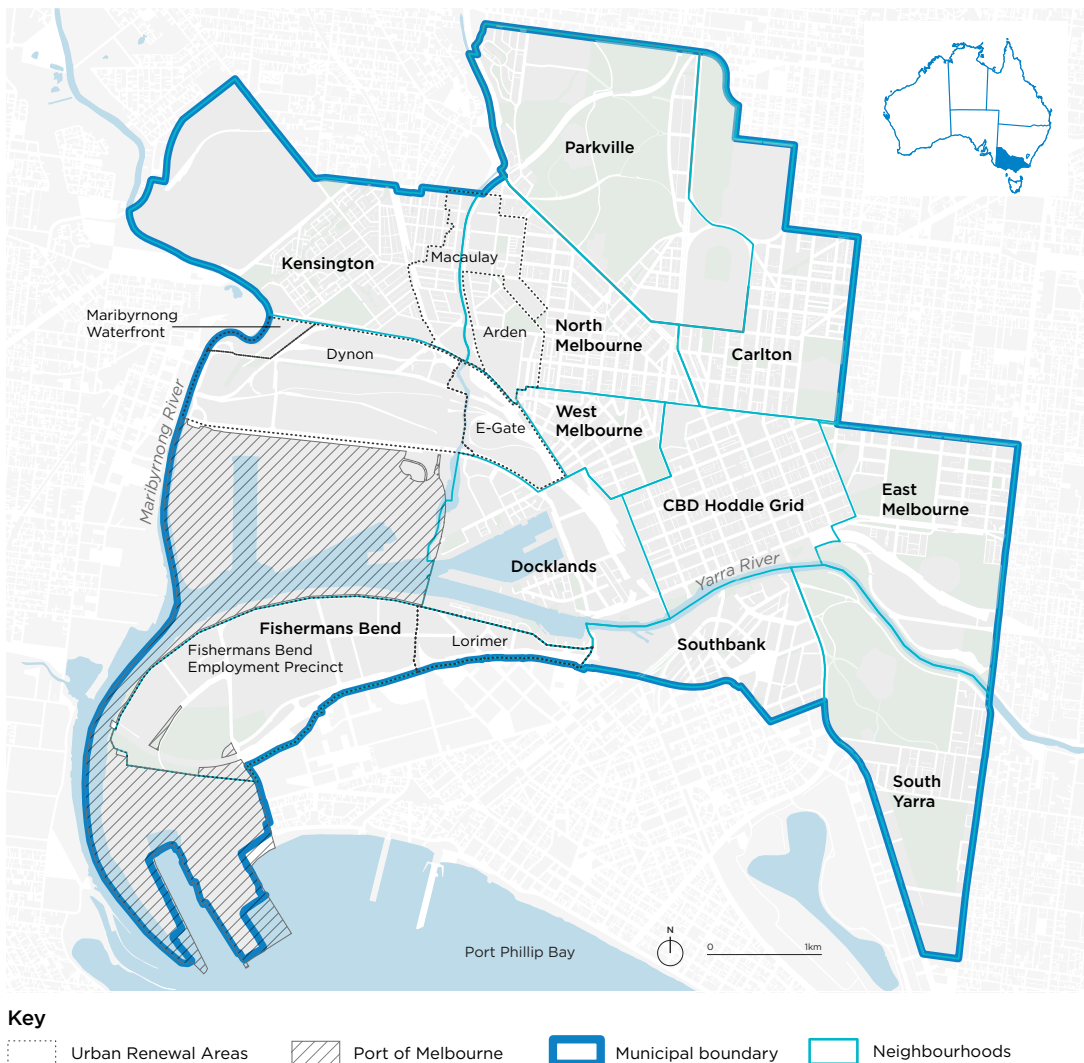 Parkville
Kensington
Macaulay
Maribyrnong
Waterfront
Arden
North
Melbourne
Dynon
Carlton
Maribyrnong River
E-Gate
West
Melbourne
CBD Hoddle Grid
East
Melbourne
Docklands
Yarra River
Fishermans Bend
Fishermans Bend
Employment Precinct
Lorimer
Southbank
South
Yarra
Port Phillip Bay
N
0 1km
Key
Urban Renewal Areas
Port of Melbourne
Municipal boundary
Neighbourhoods